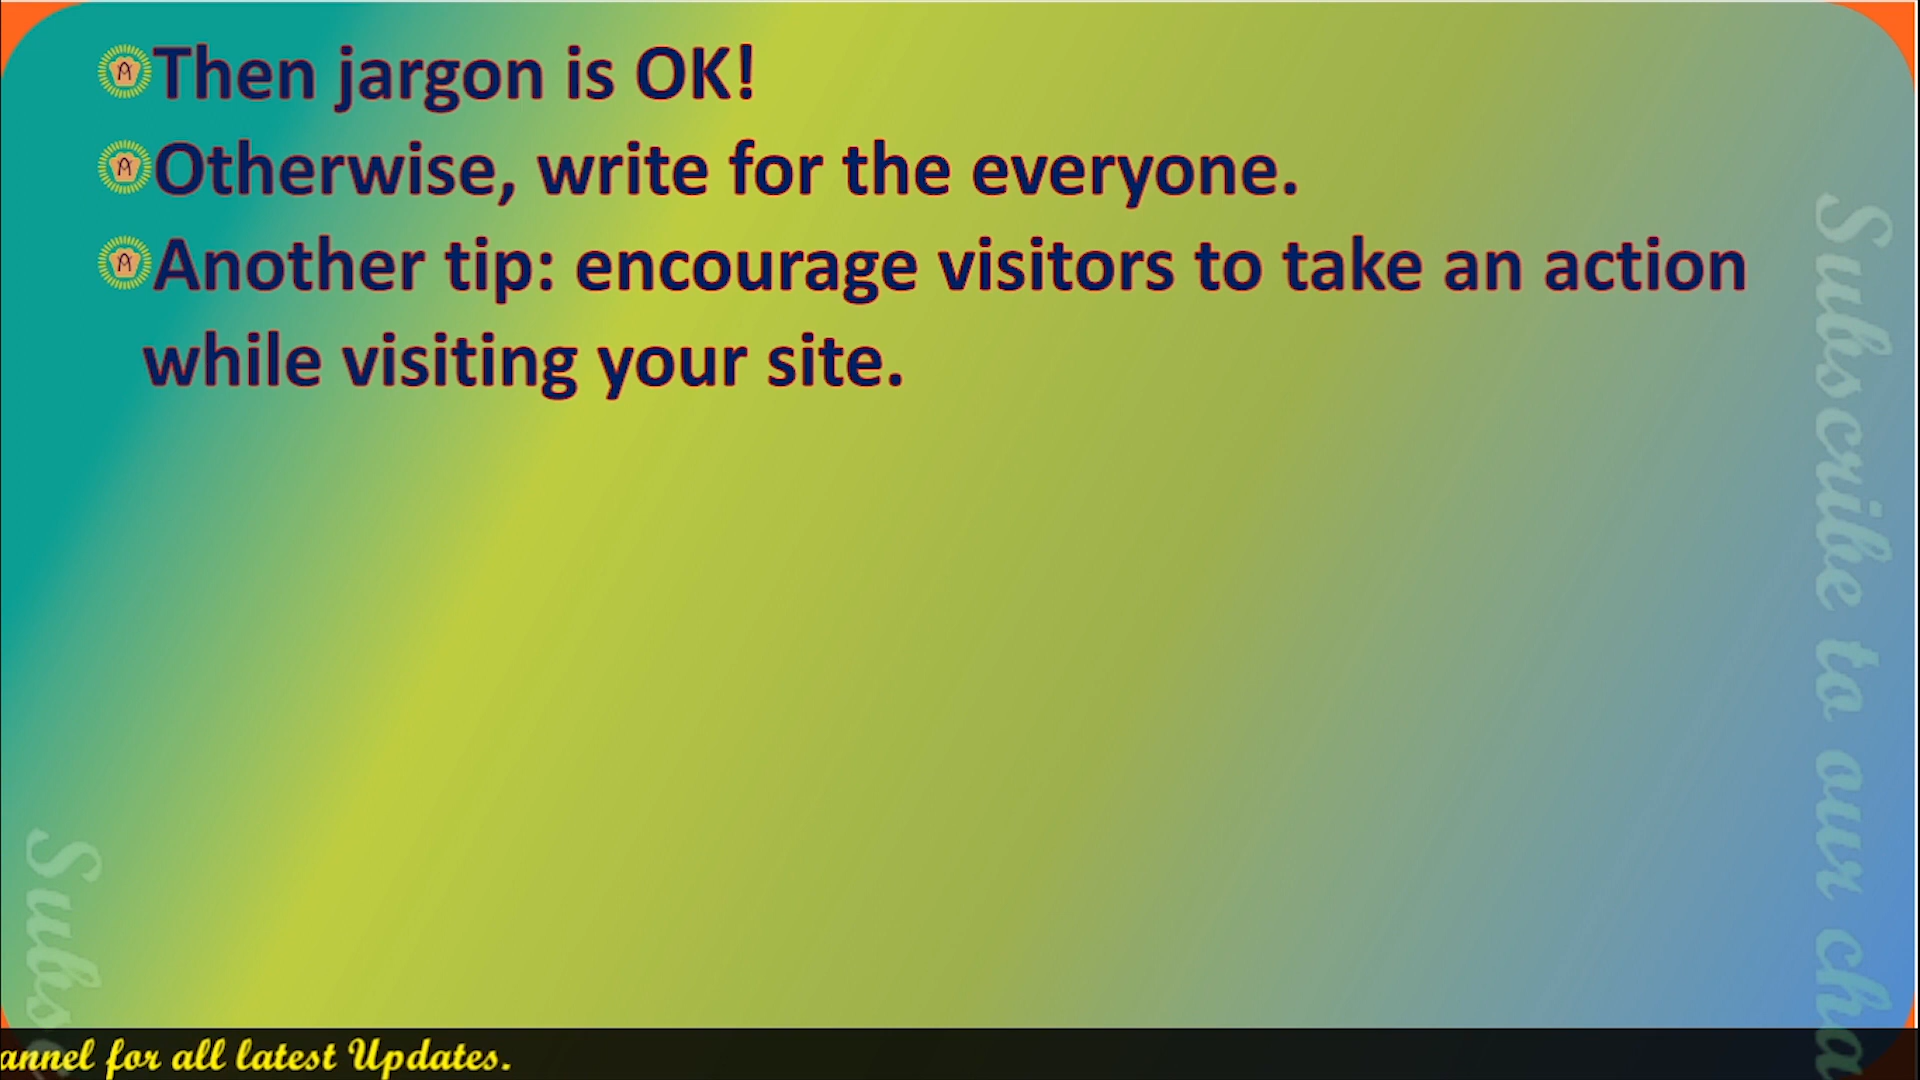 Then jargon is OK!
Otherwise, write for the everyone.
Another tip: encourage visitors to take an action
while visiting your site.
Subscribe to our cha
Subs
annel for all latest Updates.